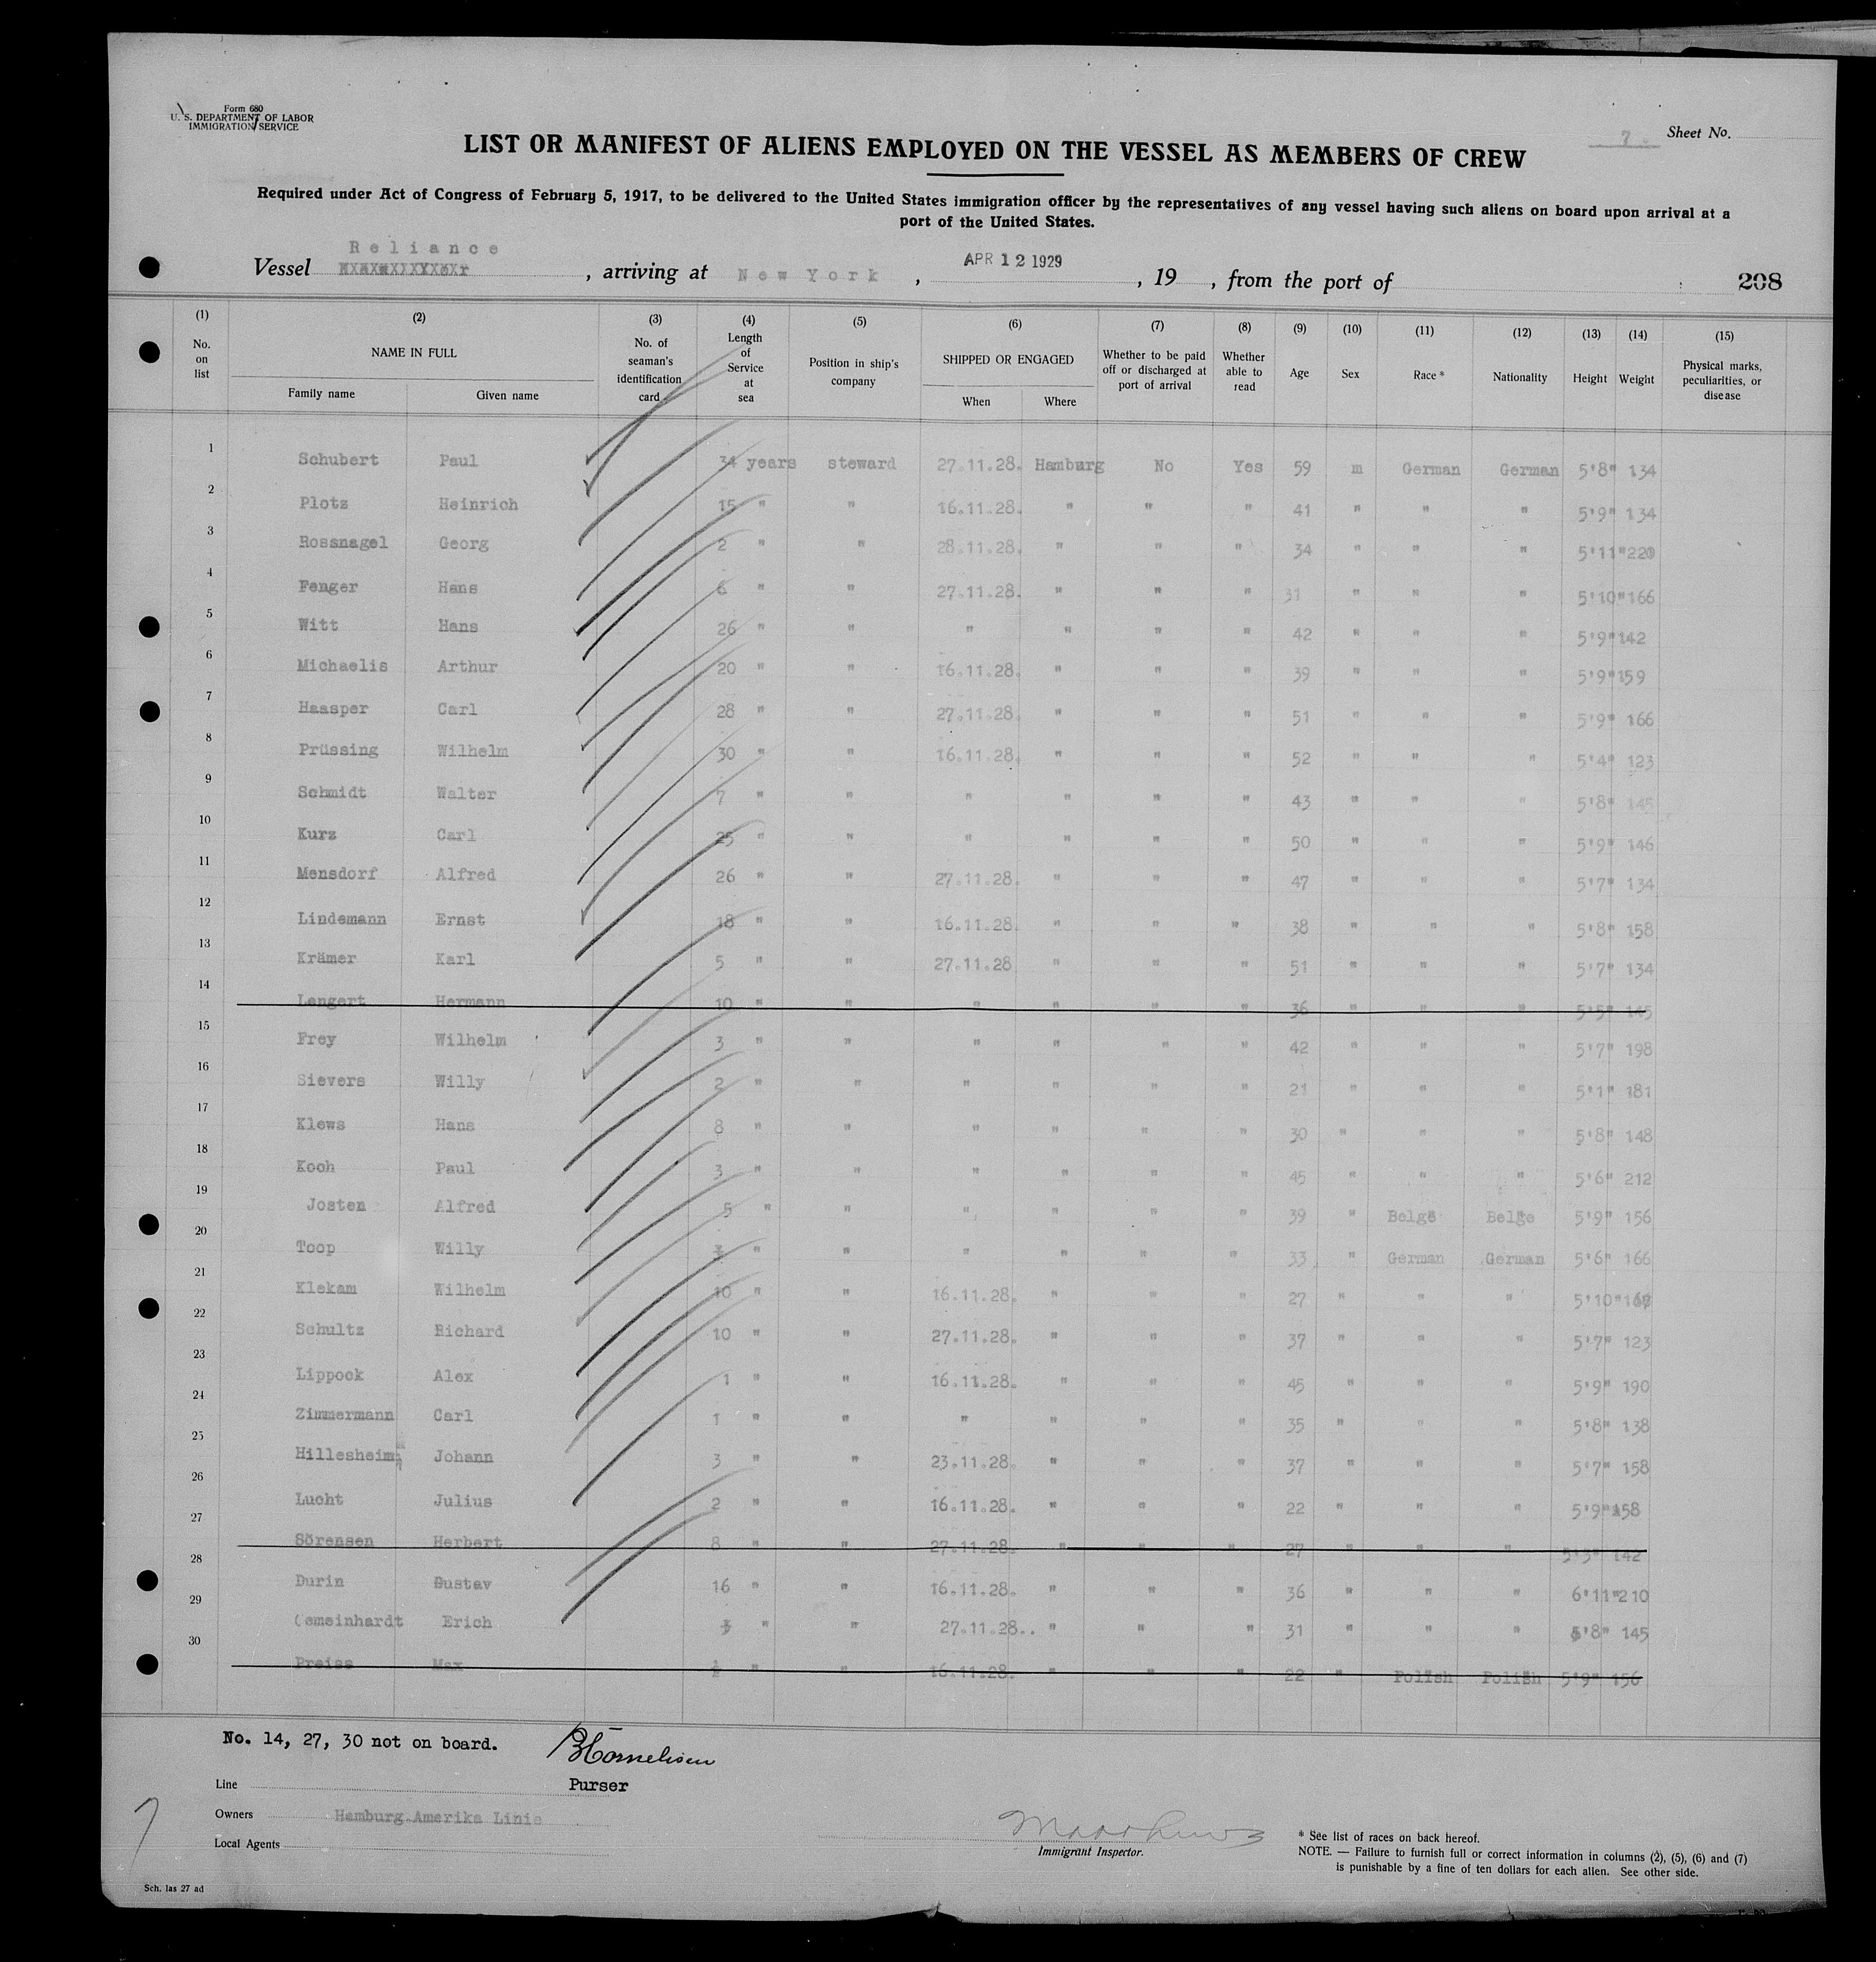 Form 680
U. S. DEPARTMENT OF LABOR
IMMIGRATION SERVICE
7. Sheet No.
LIST OR MANIFEST OF ALIENS EMPLOYED ON THE VESSEL AS MEMBERS OF CREW
Required under Act of Congress of February 5, 1917, to be delivered to the United States immigration officer by the representatives of any vessel having such aliens on board upon arrival at a
port of the United States.
Reliance
Vessel , arriving at New York , APR 12 1929 , 19 , from the port of 208
(1) (2) (3) (4) (5) (6) (7) (8) (9) (10) (11) (12) (13) (14) (15)
No. on list NAME IN FULL Family name Given name No. of seaman's identification card Length of Service at sea Position in ship's company SHIPPED OR ENGAGED When Where Whether to be paid off or discharged at port of arrival Whether able to read Age Sex Race * Nationality Height Weight Physical marks, peculiarities, or disease
1 Schubert Paul 34 years steward 27.11.28. Hamburg No Yes 59 m German German 5'8" 134
2 Plotz Heinrich 15 " " 16.11.28. " " " 41 " " " 5'9" 134
3 Rossnagel Georg 2 " " 28.11.28. " " " 34 " " " 5'11" 220
4 Fenger Hans 6 " " 27.11.28. " " " 31 " " " 5'10" 166
5 Witt Hans 26 " " " " " " 42 " " " 5'9" 142
6 Michaelis Arthur 20 " " 16.11.28. " " " 39 " " " 5'9" 159
7 Haasper Carl 28 " " 27.11.28. " " " 51 " " " 5'9" 166
8 Prüssing Wilhelm 30 " " 16.11.28. " " " 52 " " " 5'4" 123
9 Schmidt Walter 7 " " " " " " 43 " " " 5'8" 145
10 Kurz Carl 25 " " " " " " 50 " " " 5'9" 146
11 Mensdorf Alfred 26 " " 27.11.28. " " " 47 " " " 5'7" 134
12 Lindemann Ernst 18 " " 16.11.28. " " " 38 " " " 5'8" 158
13 Krämer Karl 5 " " 27.11.28 " " " 51 " " " 5'7" 134
14 Lengert Hermann 10 " " " " " " 36 " " " 5'5" 145
15 Frey Wilhelm 3 " " " " " " 42 " " " 5'7" 198
16 Sievers Willy 2 " " " " " " 21 " " " 5'1" 181
17 Klews Hans 8 " " " " " " 30 " " " 5'8" 148
18 Koch Paul 3 " " " " " " 45 " " " 5'6" 212
19 Josten Alfred 5 " " " " " " 39 " Belge Belge 5'9" 156
20 Toop Willy " " " " " " 33 " German German 5'6" 166
21 Klekam Wilhelm 10 " " 16.11.28. " " " 27 " " " 5'10"
22 Schultz Richard 10 " " 27.11.28. " " " 37 " " " 5'7" 123
23 Lippock Alex 1 " " 16.11.28. " " " 45 " " " 5'9" 190
24 Zimmermann Carl 1 " " " " " " 35 " " " 5'8" 138
25 Hillesheim Johann 3 " " 23.11.28. " " " 37 " " " 5'7" 158
26 Lucht Julius 2 " " 16.11.28. " " " 22 " " " 5'9" 158
27 Sörensen Herbert 8 " " 27.11.28. " " " 27 " " " 5'3" 142
28 Durin Gustav 16 " " 16.11.28. " " " 36 " " " 6'11" 210
29 Gemeinhardt Erich " " 27.11.28.. " " " 31 " " " 5'8" 145
30 Preiss Max ½ " " 16.11.28. " " " 22 " Polish Polish 5'9" 156
No. 14, 27, 30 not on board. BCornelisen
Line Purser
Owners Hamburg Amerika Linie
Local Agents
Immigrant Inspector.
* See list of races on back hereof.
NOTE. — Failure to furnish full or correct information in columns (2), (5), (6) and (7)
is punishable by a fine of ten dollars for each alien. See other side.
7
Sch. las 27 ad